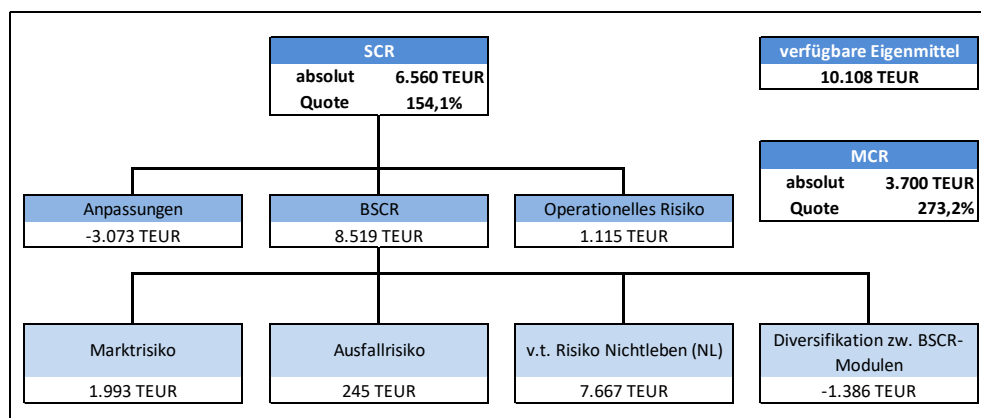 SCR
absolut 6.560 TEUR
Quote 154,1%
verfügbare Eigenmittel
10.108 TEUR
MCR
absolut 3.700 TEUR
Quote 273,2%
Anpassungen
-3.073 TEUR
BSCR
8.519 TEUR
Operationelles Risiko
1.115 TEUR
Marktrisiko
1.993 TEUR
Ausfallrisiko
245 TEUR
v.t. Risiko Nichtleben (NL)
7.667 TEUR
Diversifikation zw. BSCR-
Modulen
-1.386 TEUR